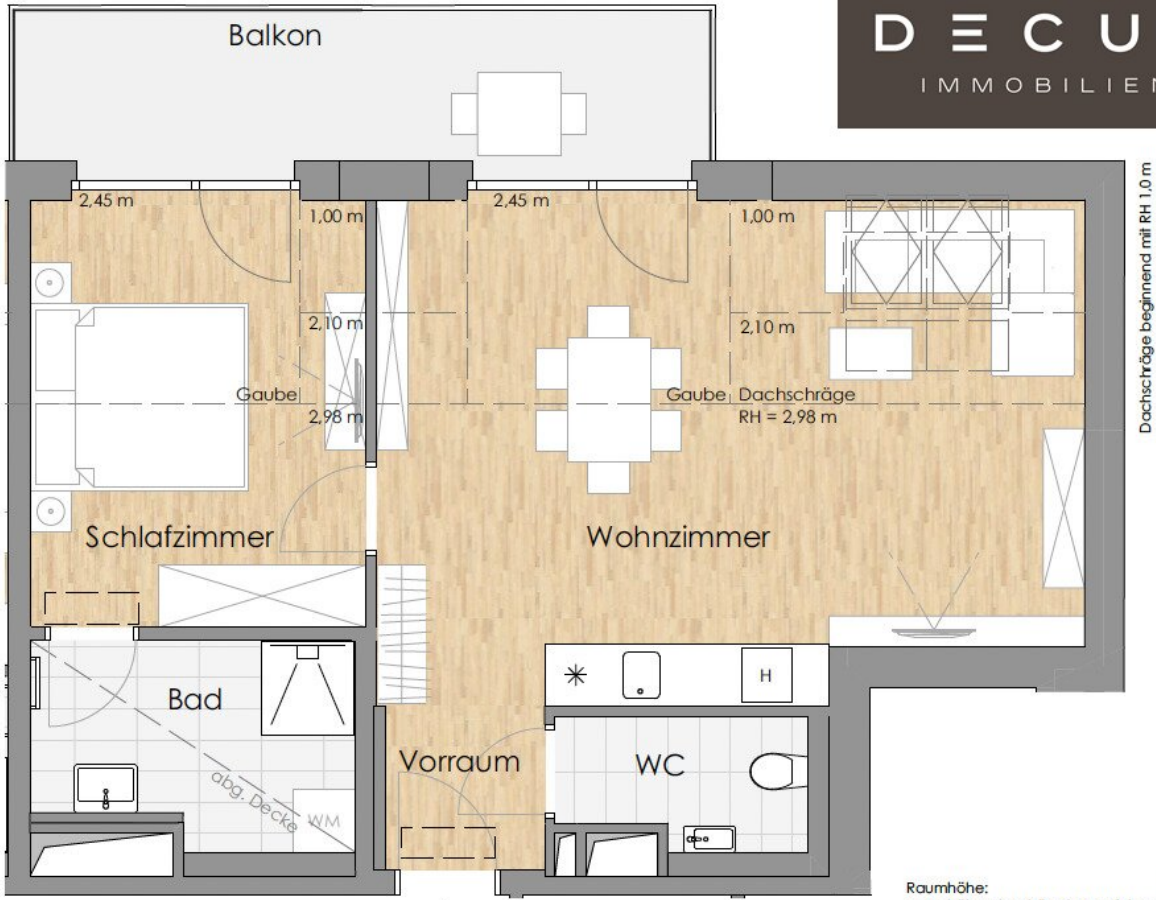 DECU
IMMOBILIEN
Balkon
2,45 m
1,00 m
2,45 m
1,00 m
Dachschräge beginnend mit RH 1,0 m
2,10 m
2,10 m
Gaube
2,98 m
Gaube
Dachschräge
RH = 2,98 m
Schlafzimmer
Wohnzimmer
H
Bad
Vorraum
WC
abg. Decke
WM
Raumhöhe: